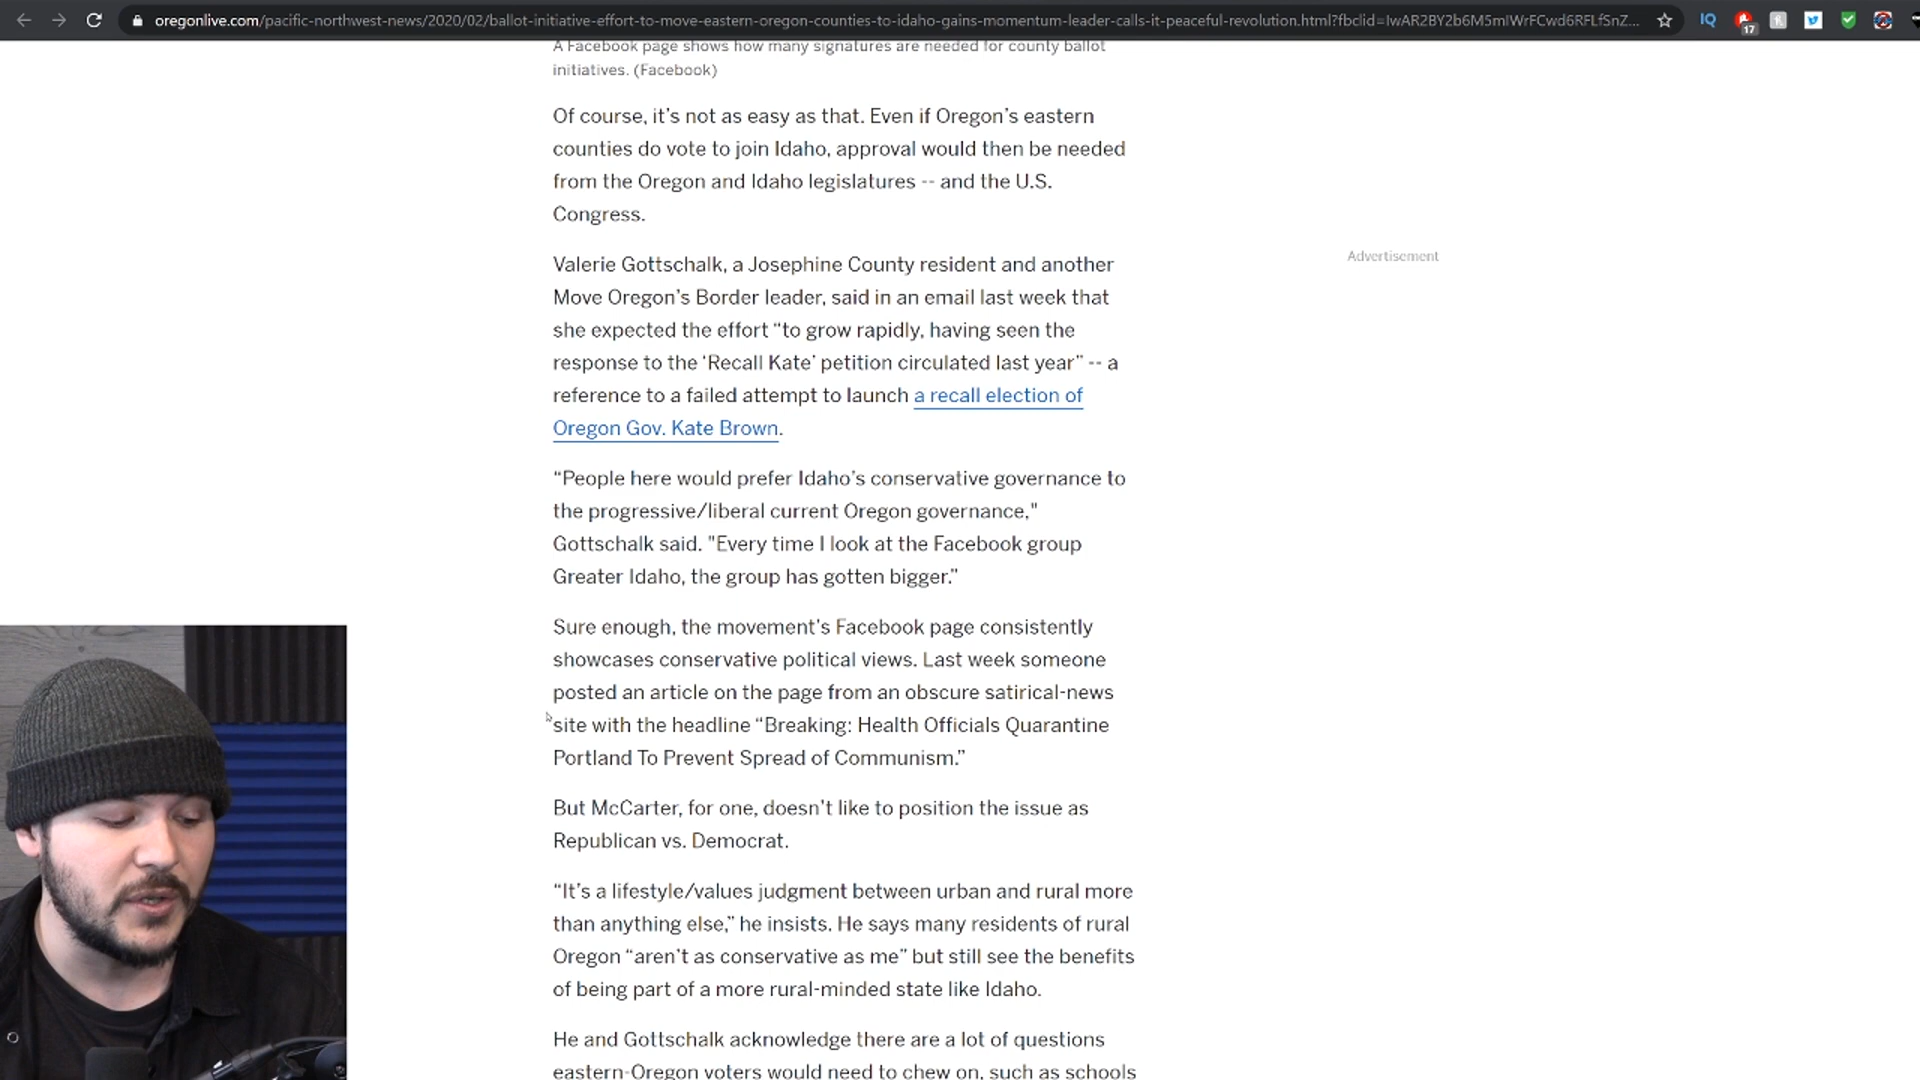 oregonlive.com/pacific-northwest-news/2020/02/ballot-initiative-effort-to-move-eastern-oregon-counties-to-idaho-gains-momentum-leader-calls-it-peaceful-revolution.html?fbclid=IwAR2BY2b6M5mIWrFCwd6RFLfSnZ...
IQ
17
A Facebook page shows how many signatures are needed for county ballot
initiatives. (Facebook)
Of course, it's not as easy as that. Even if Oregon's eastern
counties do vote to join Idaho, approval would then be needed
from the Oregon and Idaho legislatures -- and the U.S.
Congress.
Advertisement
Valerie Gottschalk, a Josephine County resident and another
Move Oregon's Border leader, said in an email last week that
she expected the effort “to grow rapidly, having seen the
response to the ‘Recall Kate’ petition circulated last year” -- a
reference to a failed attempt to launch a recall election of
Oregon Gov. Kate Brown.
“People here would prefer Idaho's conservative governance to
the progressive/liberal current Oregon governance,"
Gottschalk said. "Every time I look at the Facebook group
Greater Idaho, the group has gotten bigger.”
Sure enough, the movement's Facebook page consistently
showcases conservative political views. Last week someone
posted an article on the page from an obscure satirical-news
site with the headline “Breaking: Health Officials Quarantine
Portland To Prevent Spread of Communism.”
But McCarter, for one, doesn't like to position the issue as
Republican vs. Democrat.
“It's a lifestyle/values judgment between urban and rural more
than anything else,” he insists. He says many residents of rural
Oregon “aren't as conservative as me” but still see the benefits
of being part of a more rural-minded state like Idaho.
He and Gottschalk acknowledge there are a lot of questions
eastern-Oregon voters would need to chew on, such as schools